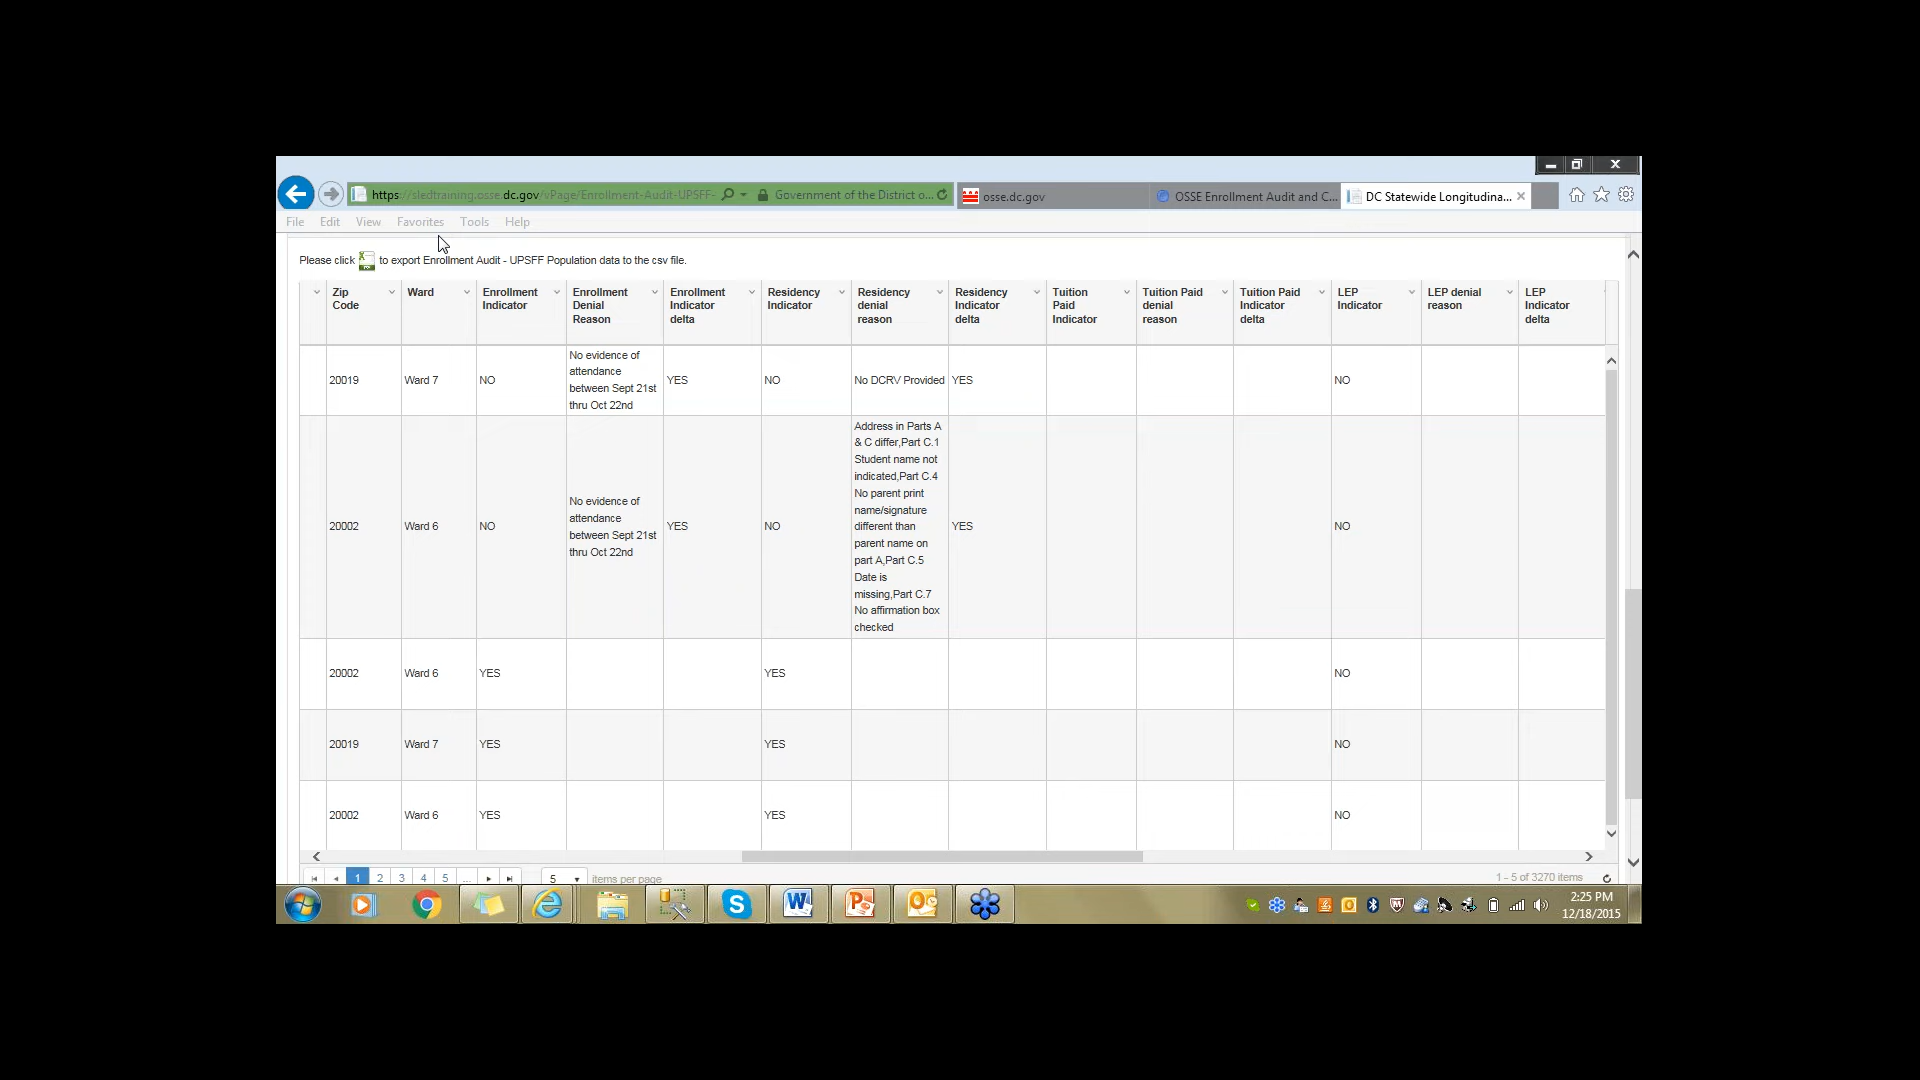 https://sledtraining.osse.dc.gov/vPage/Enrollment-Audit-UPSFF- Government of the District o... osse.dc.gov OSSE Enrollment Audit and C... DC Statewide Longitudina...
File Edit View Favorites Tools Help
Please click to export Enrollment Audit - UPSFF Population data to the csv file.
Zip Code
Ward
Enrollment Indicator
Enrollment Denial Reason
Enrollment Indicator delta
Residency Indicator
Residency denial reason
Residency Indicator delta
Tuition Paid Indicator
Tuition Paid denial reason
Tuition Paid Indicator delta
LEP Indicator
LEP denial reason
LEP Indicator delta
20019
Ward 7
NO
No evidence of
attendance
between Sept 21st
thru Oct 22nd
YES
NO
No DCRV Provided
YES
NO
20002
Ward 6
NO
No evidence of
attendance
between Sept 21st
thru Oct 22nd
YES
NO
Address in Parts A
& C differ,Part C.1
Student name not
indicated,Part C.4
No parent print
name/signature
different than
parent name on
part A,Part C.5
Date is
missing,Part C.7
No affirmation box
checked
YES
NO
20002 Ward 6 YES YES NO
20019 Ward 7 YES YES NO
20002 Ward 6 YES YES NO
1 2 3 4 5 ... 5 items per page 1 - 5 of 3270 items
2:25 PM
12/18/2015